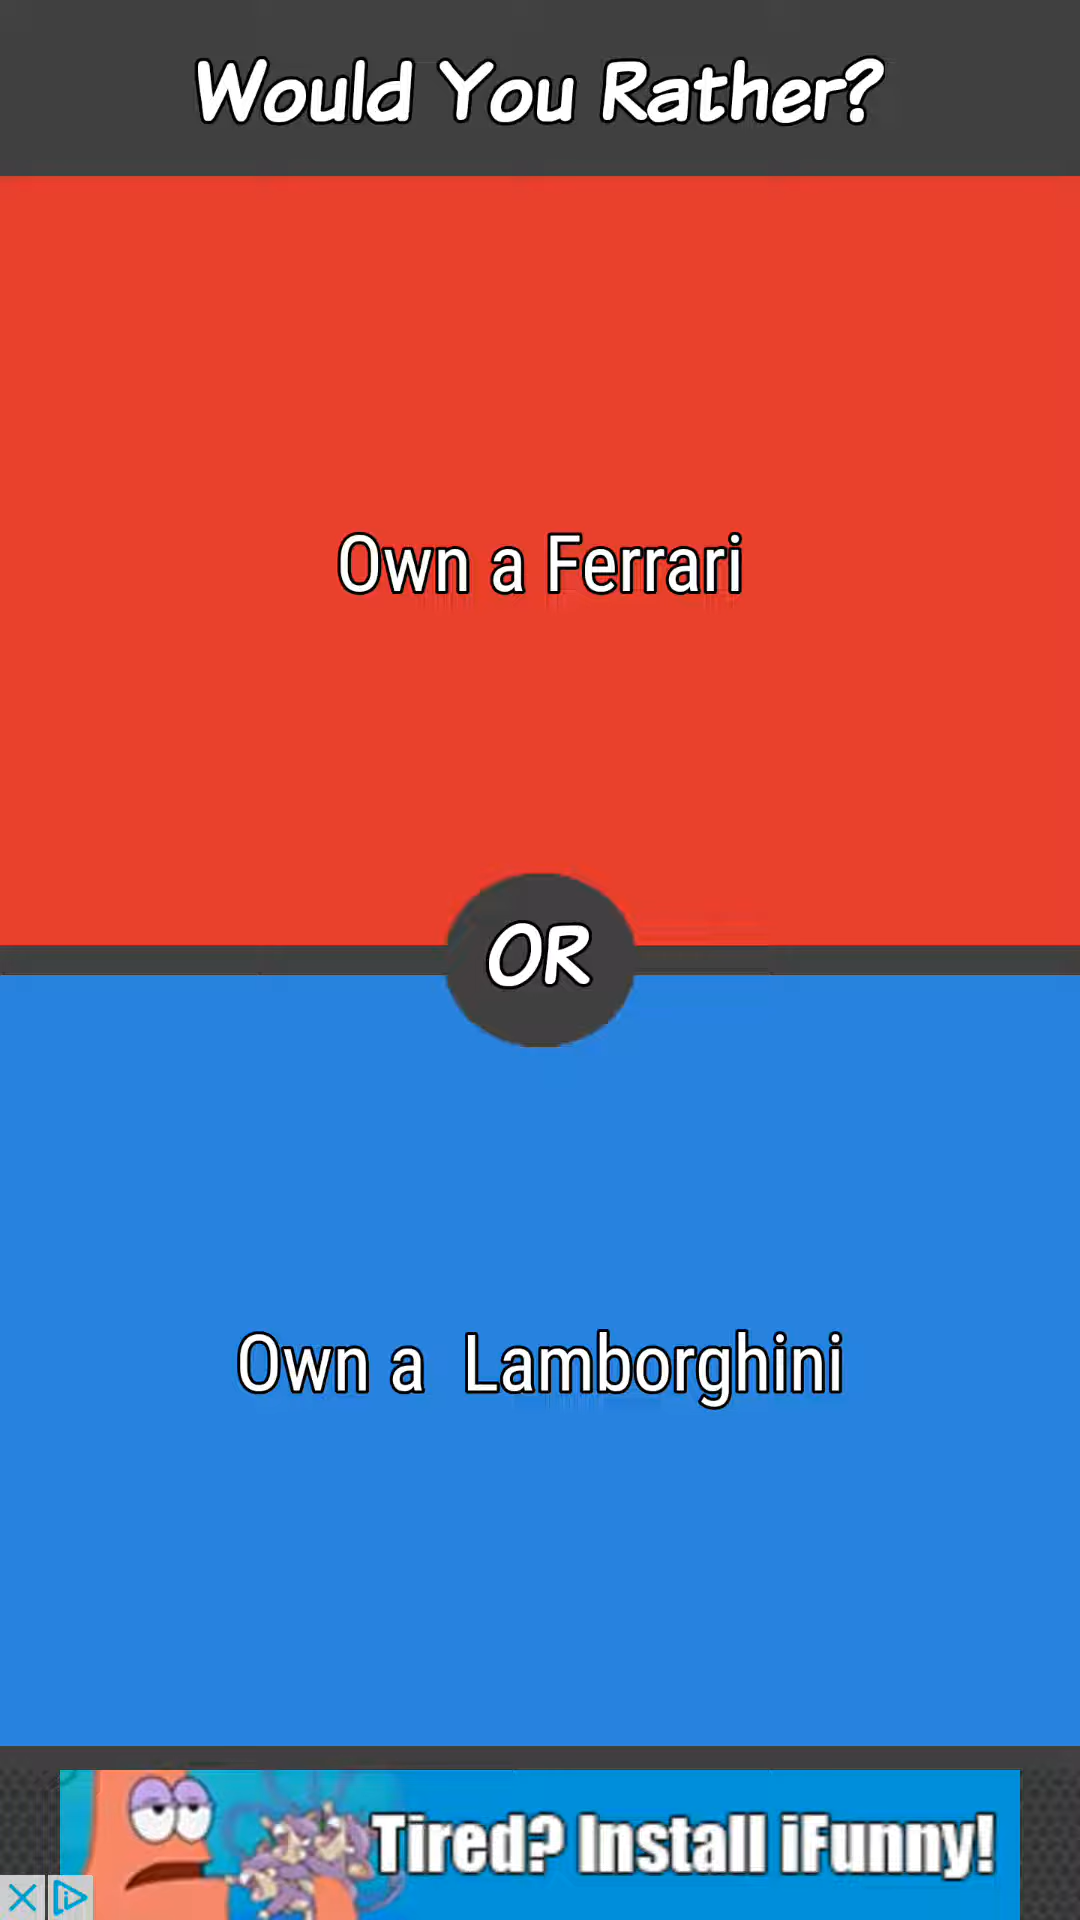 Would You Rather?
Own a Ferrari
OR
Own a  Lamborghini
Tired? Install iFunny!